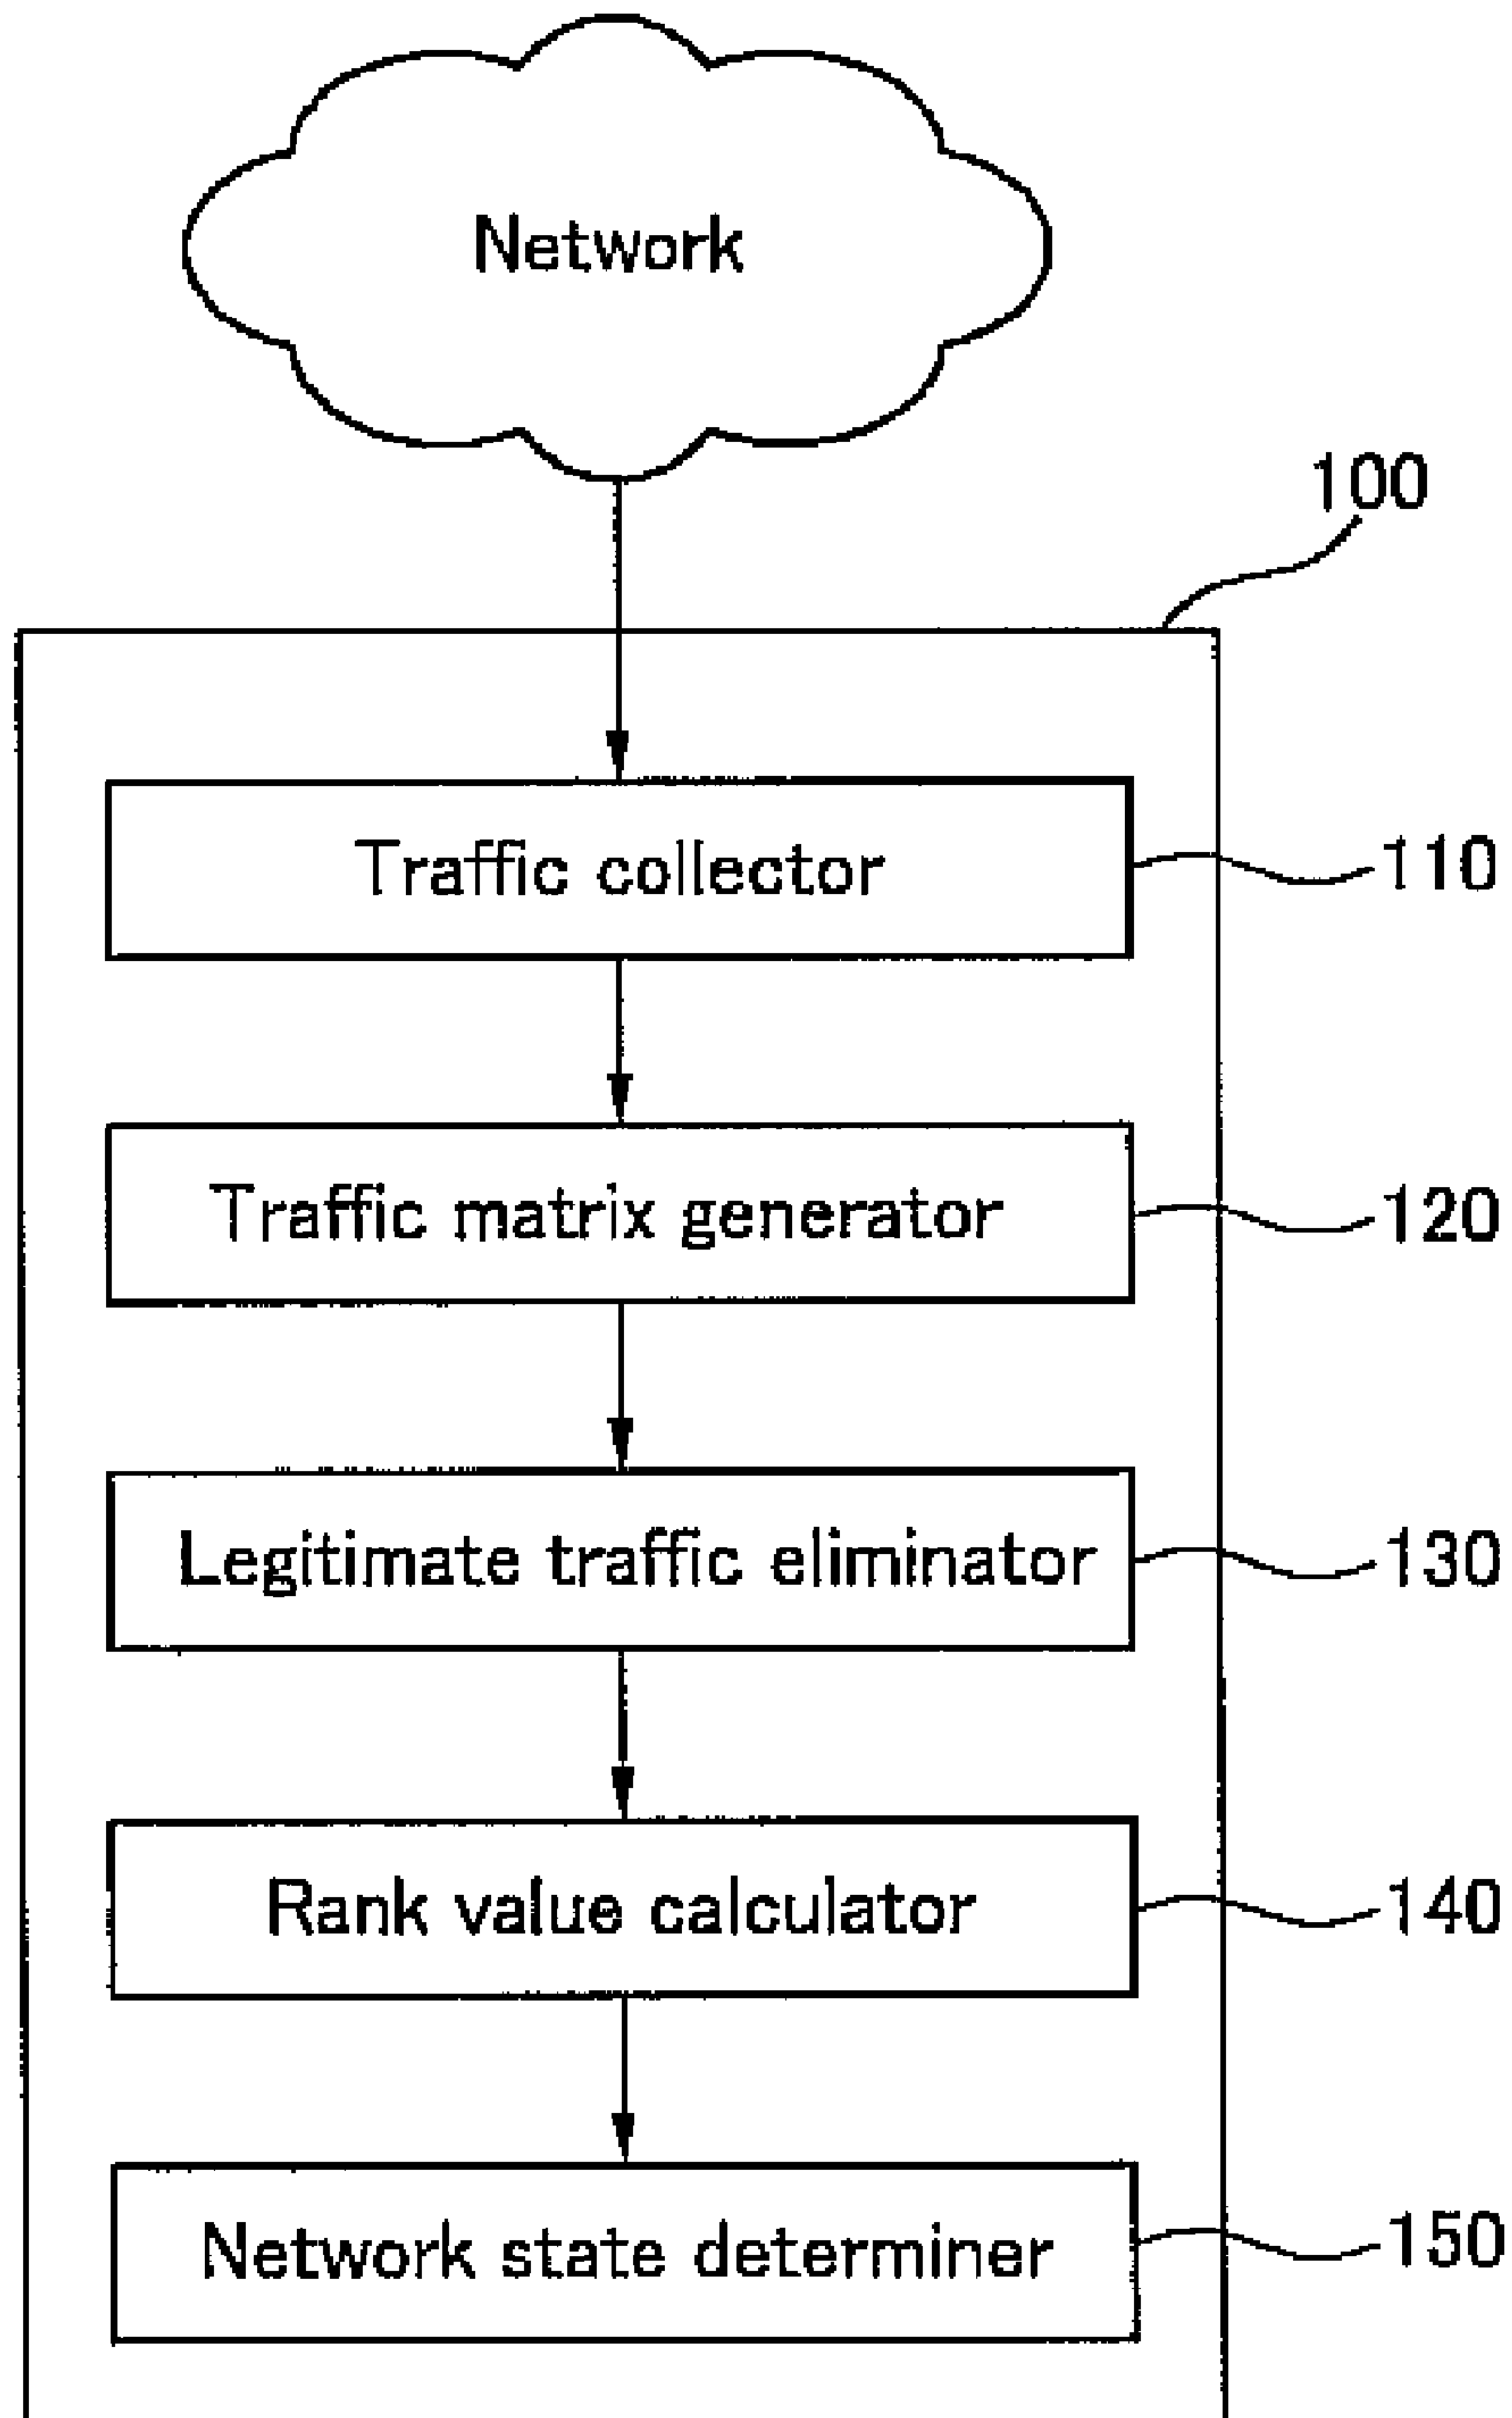 Network
100
Traffic collector
110
Traffic matrix generator
120
Legitimate traffic eliminator
130
Rank value calculator
140
Network state determiner
150